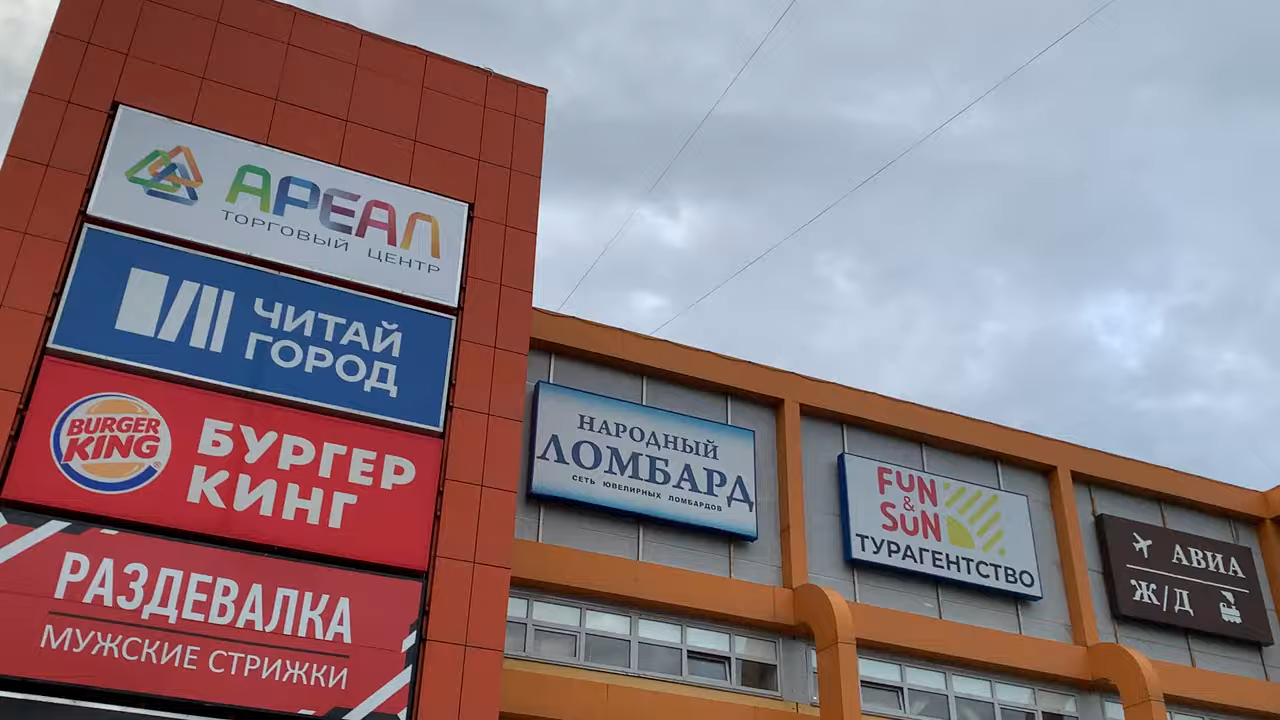 АРЕАЛ
ТОРГОВЫЙ ЦЕНТР
ЧИТАЙ
ГОРОД
BURGER
KING
БУРГЕР
КИНГ
РАЗДЕВАЛКА
МУЖСКИЕ СТРИЖКИ
НАРОДНЫЙ
ЛОМБАРД
СЕТЬ ЮВЕЛИРНЫХ ЛОМБАРДОВ
FUN
&
SUN
ТУРАГЕНТСТВО
АВИА
Ж/Д